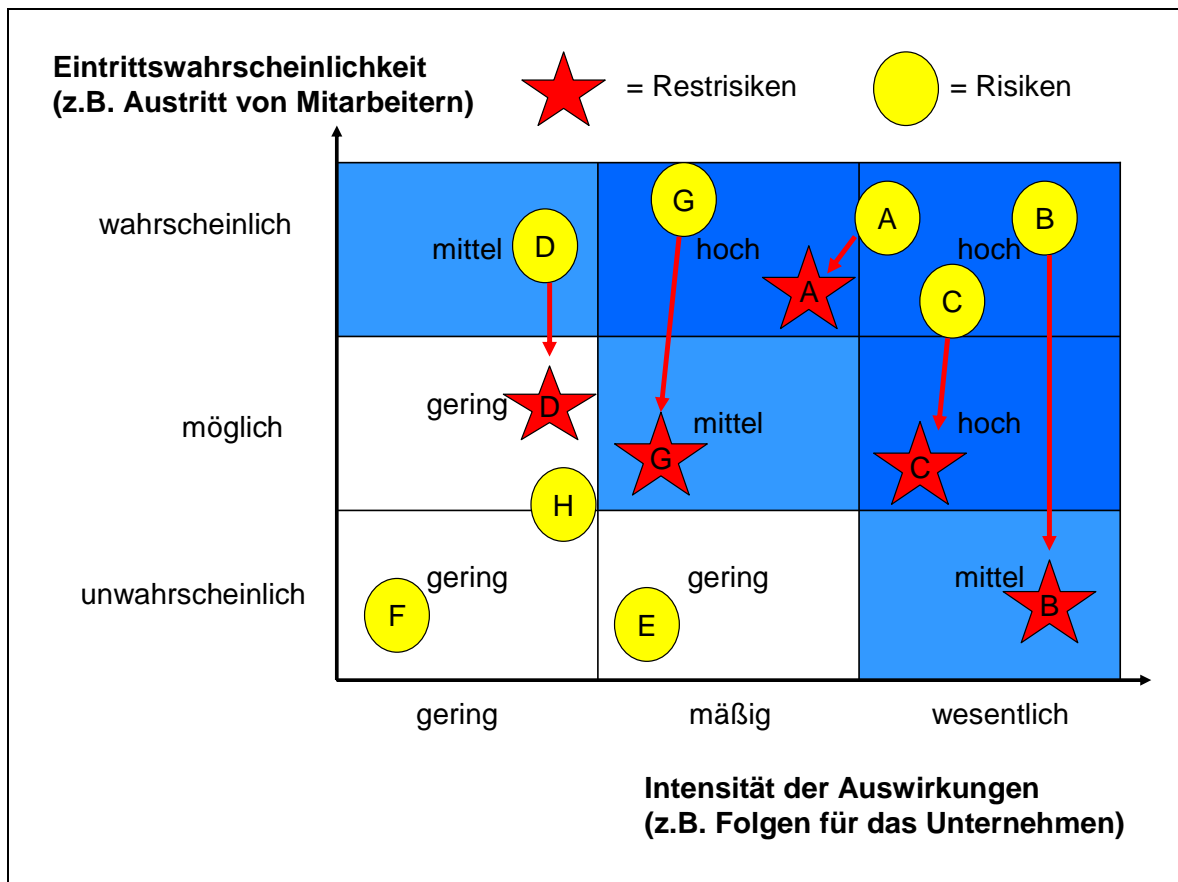 Eintrittswahrscheinlichkeit
(z.B. Austritt von Mitarbeitern)
= Restrisiken
= Risiken
wahrscheinlich
mittel
D
G
hoch
A
A
B
hoch
C
möglich
gering
D
G
mittel
hoch
C
H
unwahrscheinlich
gering
F
gering
E
mittel
B
gering
mäßig
wesentlich
Intensität der Auswirkungen
(z.B. Folgen für das Unternehmen)